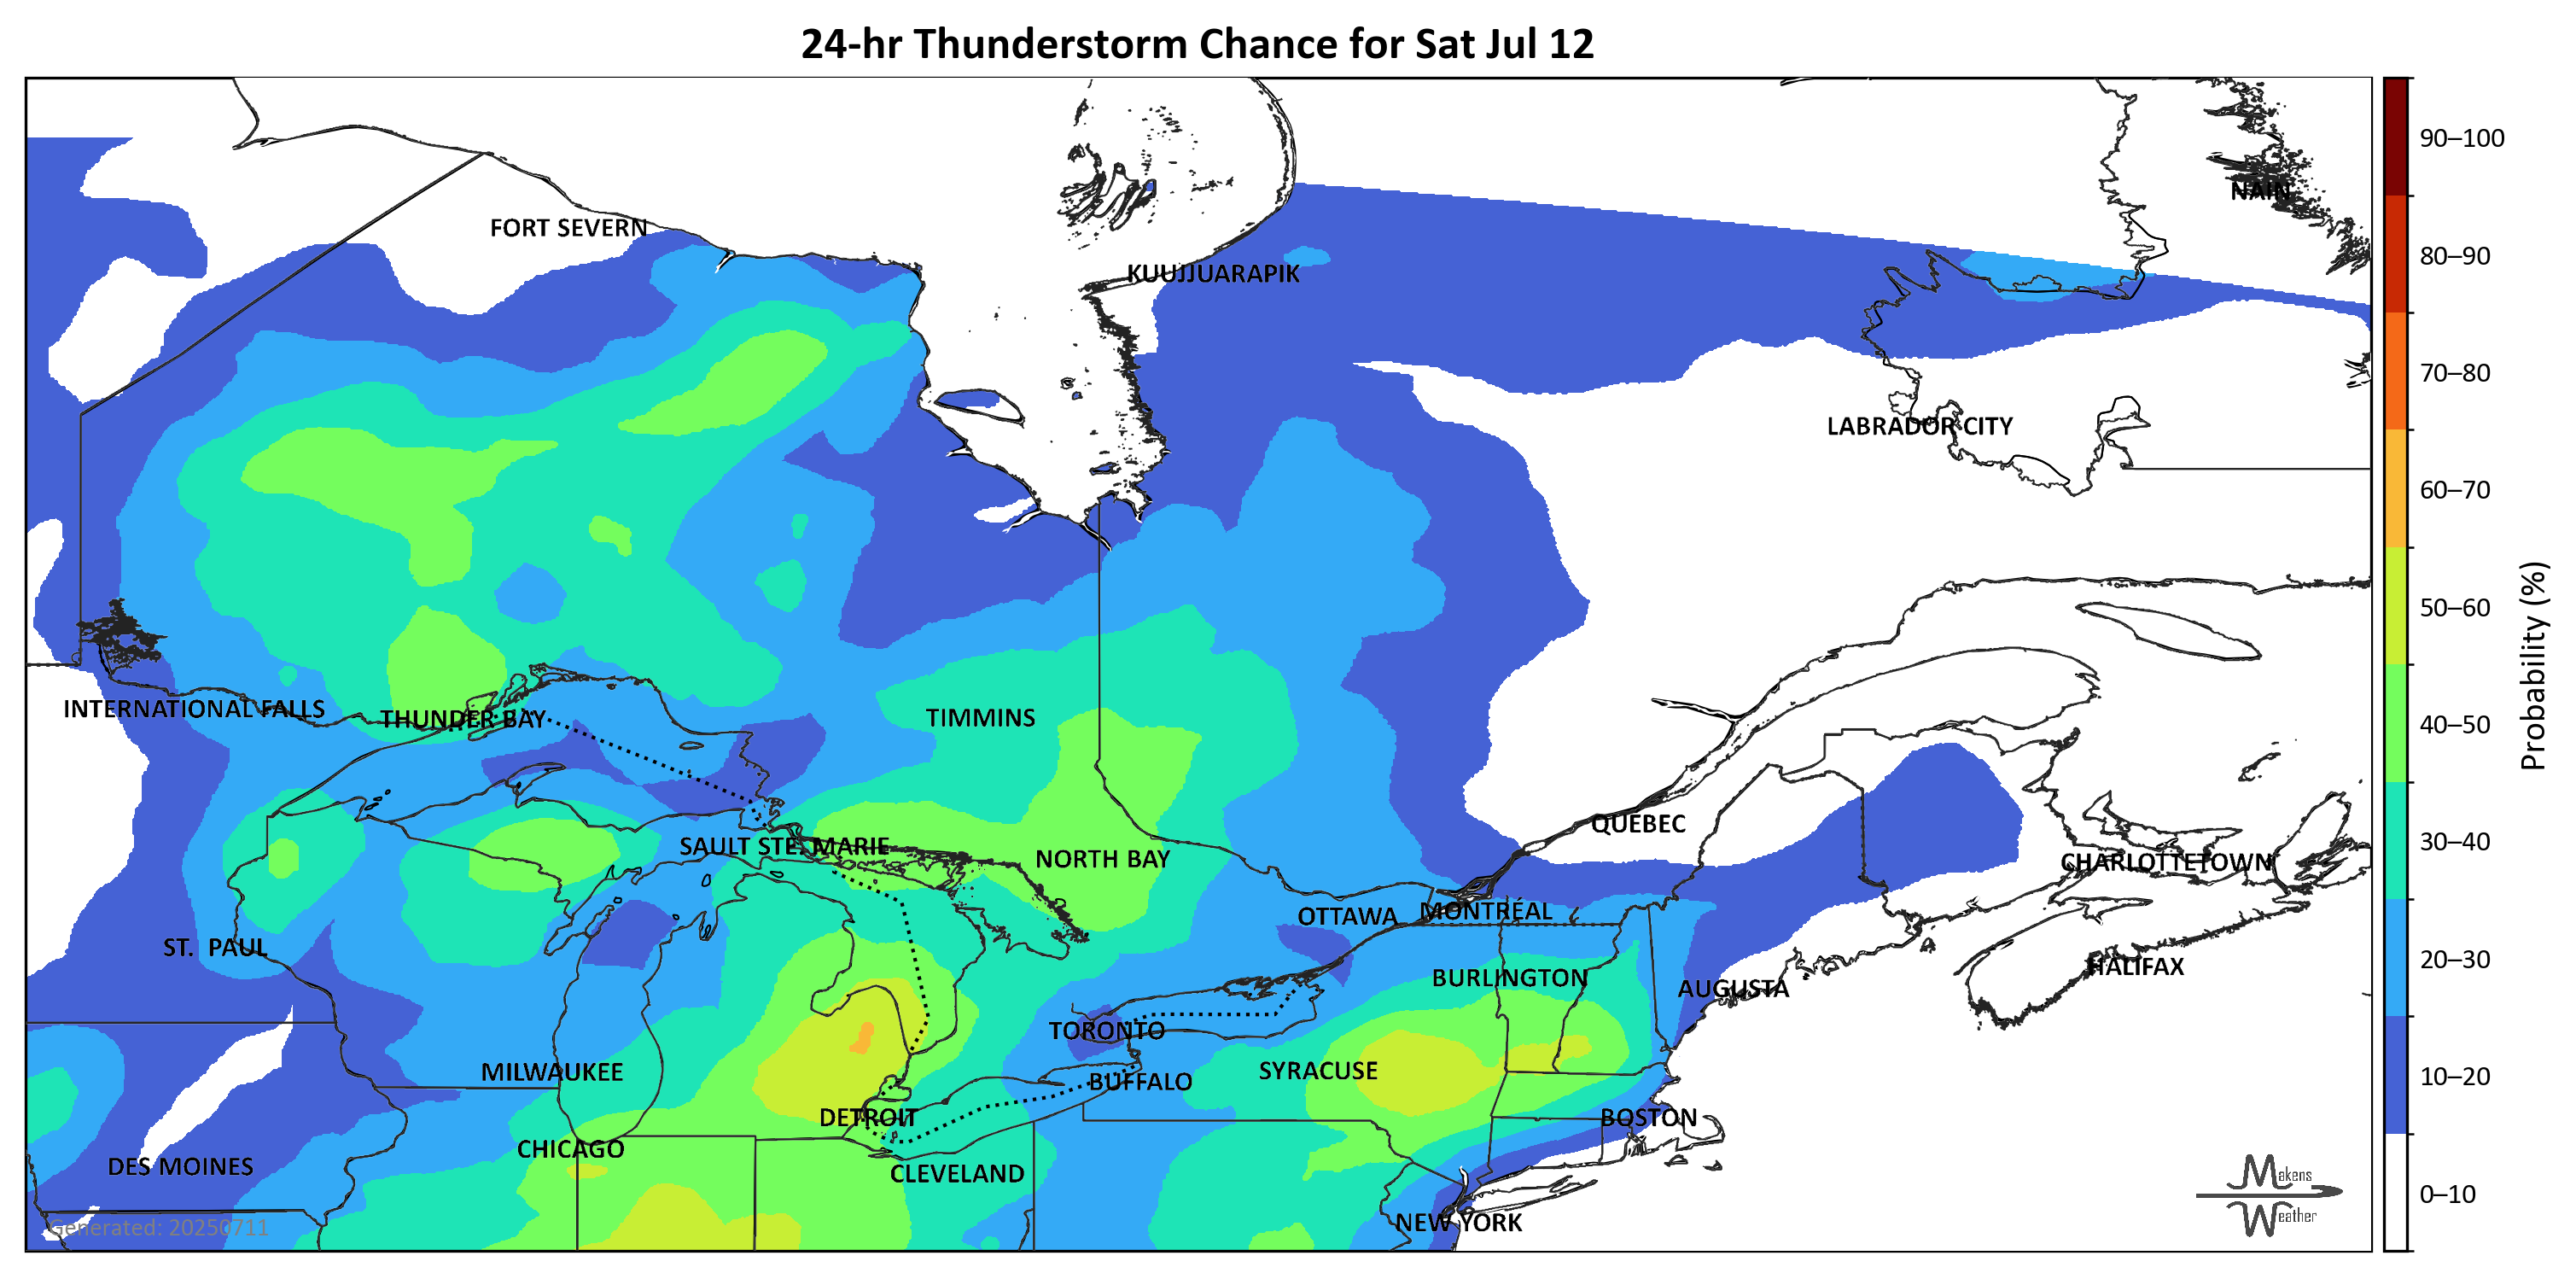 24-hr Thunderstorm Chance for Sat Jul 12
90–100
NAIN
FORT SEVERN
80–90
KUUJJUARAPIK
70–80
LABRADOR CITY
60–70
50–60
Probability (%)
INTERNATIONAL FALLS
THUNDER BAY
TIMMINS
40–50
QUEBEC
SAULT STE. MARIE
NORTH BAY
CHARLOTTETOWN
30–40
OTTAWA
MONTRÉAL
ST. PAUL
HALIFAX
20–30
BURLINGTON
AUGUSTA
TORONTO
MILWAUKEE
SYRACUSE
BUFFALO
10–20
DETROIT
BOSTON
CHICAGO
DES MOINES
CLEVELAND
Makens
Weather
0–10
NEW YORK
Generated: 20250711